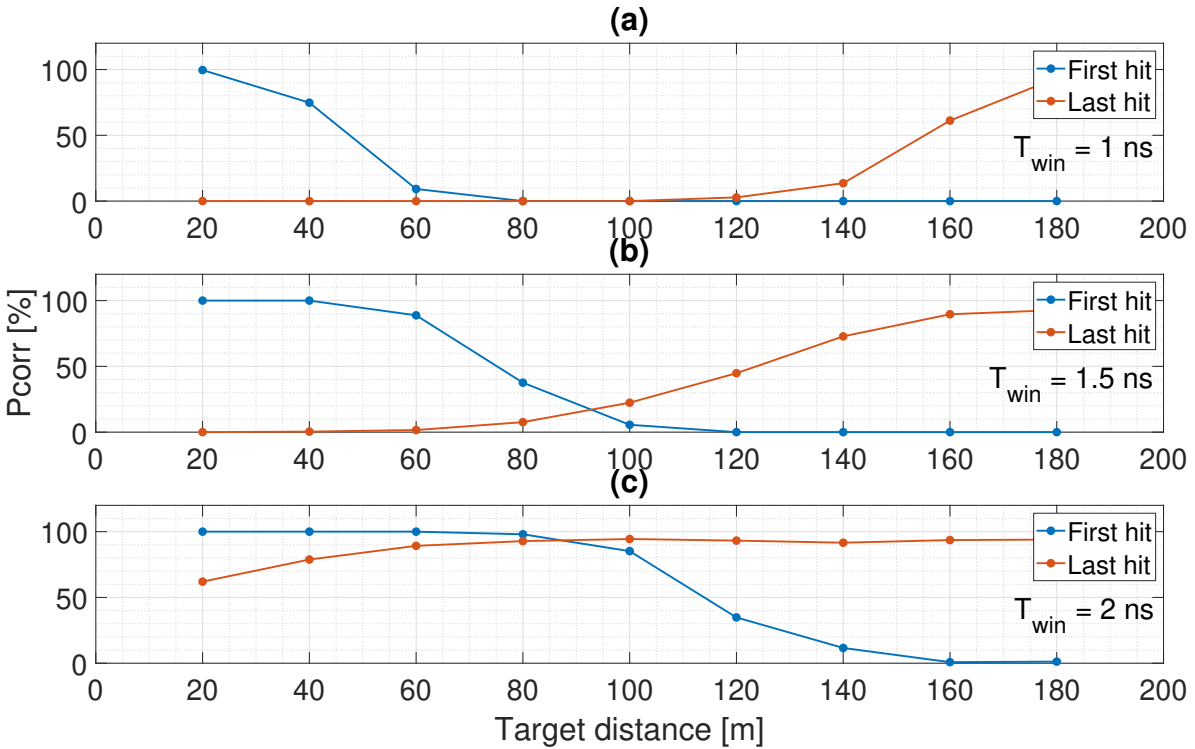 (a)
100
50
0
First hit
Last hit
T_win = 1 ns
0 20 40 60 80 100 120 140 160 180 200
(b)
100
50
0
First hit
Last hit
T_win = 1.5 ns
Pcorr [%]
0 20 40 60 80 100 120 140 160 180 200
(c)
100
50
0
First hit
Last hit
T_win = 2 ns
0 20 40 60 80 100 120 140 160 180 200
Target distance [m]